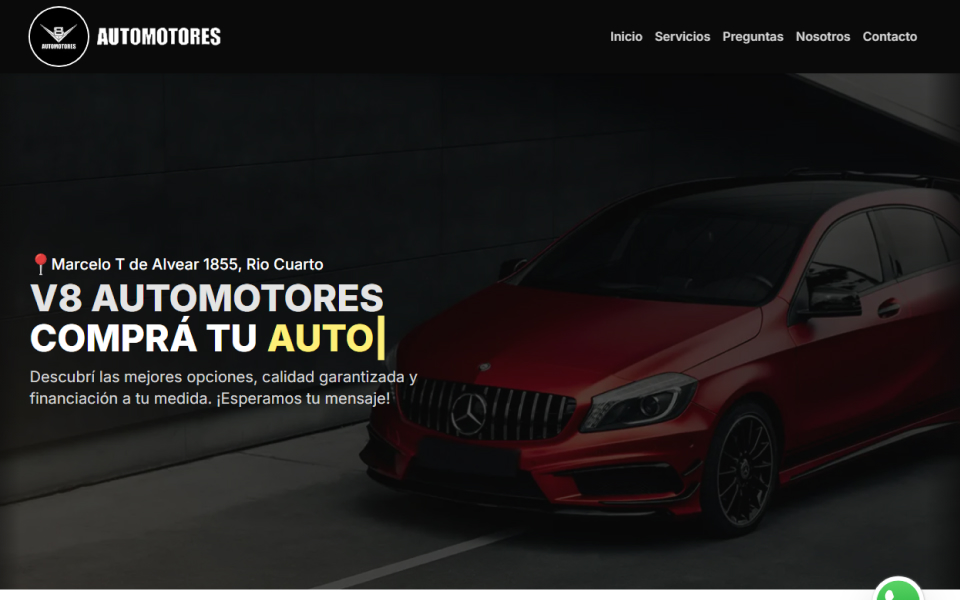 AUTOMOTORES
AUTOMOTORES
Inicio Servicios Preguntas Nosotros Contacto
Marcelo T de Alvear 1855, Rio Cuarto
V8 AUTOMOTORES
COMPRÁ TU AUTO|
Descubrí las mejores opciones, calidad garantizada y
financiación a tu medida. ¡Esperamos tu mensaje!